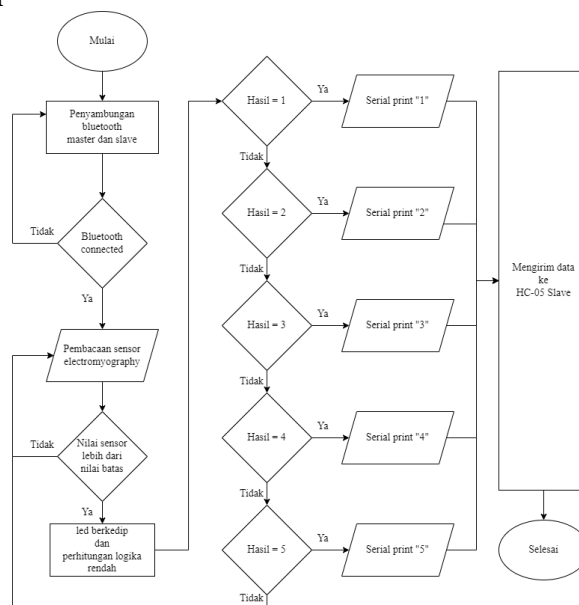 Mulai
Penyambungan
bluetooth
master dan slave
Tidak
Bluetooth
connected
Ya
Pembacaan sensor
electromyography
Tidak
Nilai sensor
lebih dari
nilai batas
Ya
led berkedip
dan
perhitungan logika
rendah
Hasil = 1
Ya
Serial print "1"
Tidak
Hasil = 2
Ya
Serial print "2"
Tidak
Hasil = 3
Ya
Serial print "3"
Tidak
Hasil = 4
Ya
Serial print "4"
Tidak
Hasil = 5
Ya
Serial print "5"
Tidak
Mengirim data
ke
HC-05 Slave
Selesai